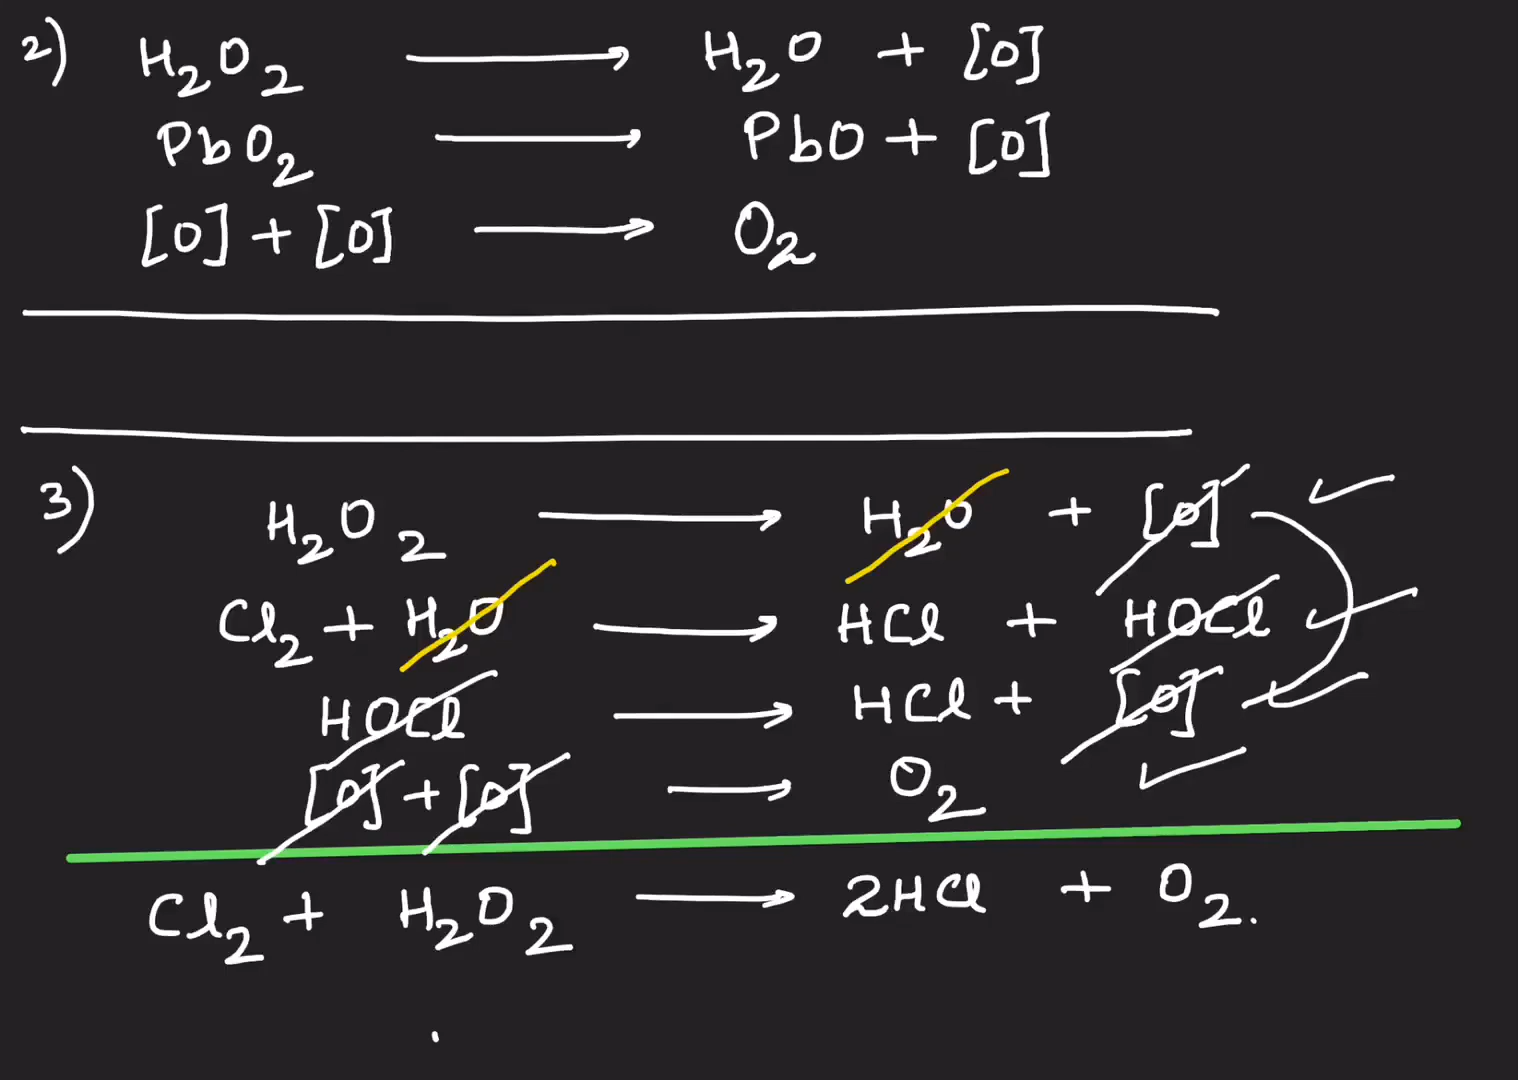 2) H₂O₂ ⟶ H₂O + [O]
PbO₂ ⟶ PbO + [O]
[O] + [O] ⟶ O₂
3) H₂O₂ ⟶ H₂O + [O]
Cl₂ + H₂O ⟶ HCl + HOCl
HOCl ⟶ HCl + [O]
[O] + [O] ⟶ O₂
Cl₂ + H₂O₂ ⟶ 2HCl + O₂.